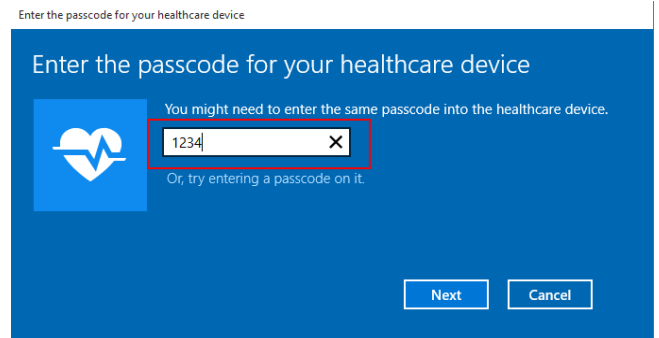 Enter the passcode for your healthcare device
Enter the passcode for your healthcare device
You might need to enter the same passcode into the healthcare device.
1234
Or, try entering a passcode on it.
Next
Cancel